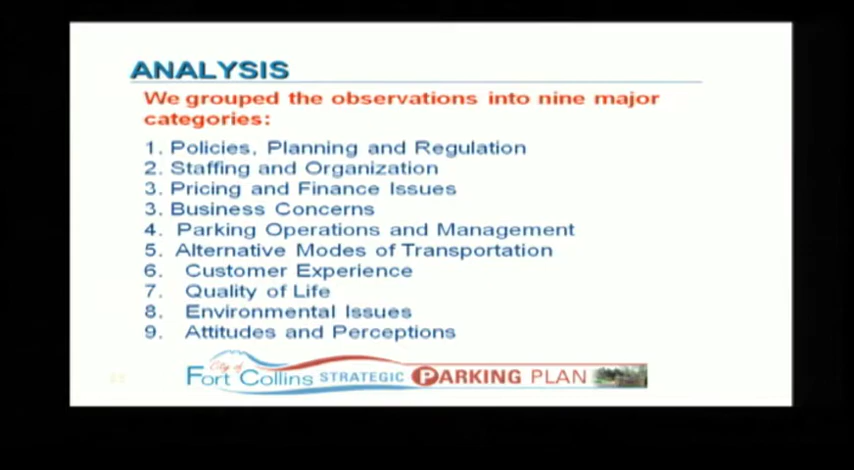 ANALYSIS
We grouped the observations into nine major
categories:
1. Policies, Planning and Regulation
2. Staffing and Organization
3. Pricing and Finance Issues
3. Business Concerns
4. Parking Operations and Management
5. Alternative Modes of Transportation
6. Customer Experience
7. Quality of Life
8. Environmental Issues
9. Attitudes and Perceptions
City of
Fort Collins STRATEGIC PARKING PLAN